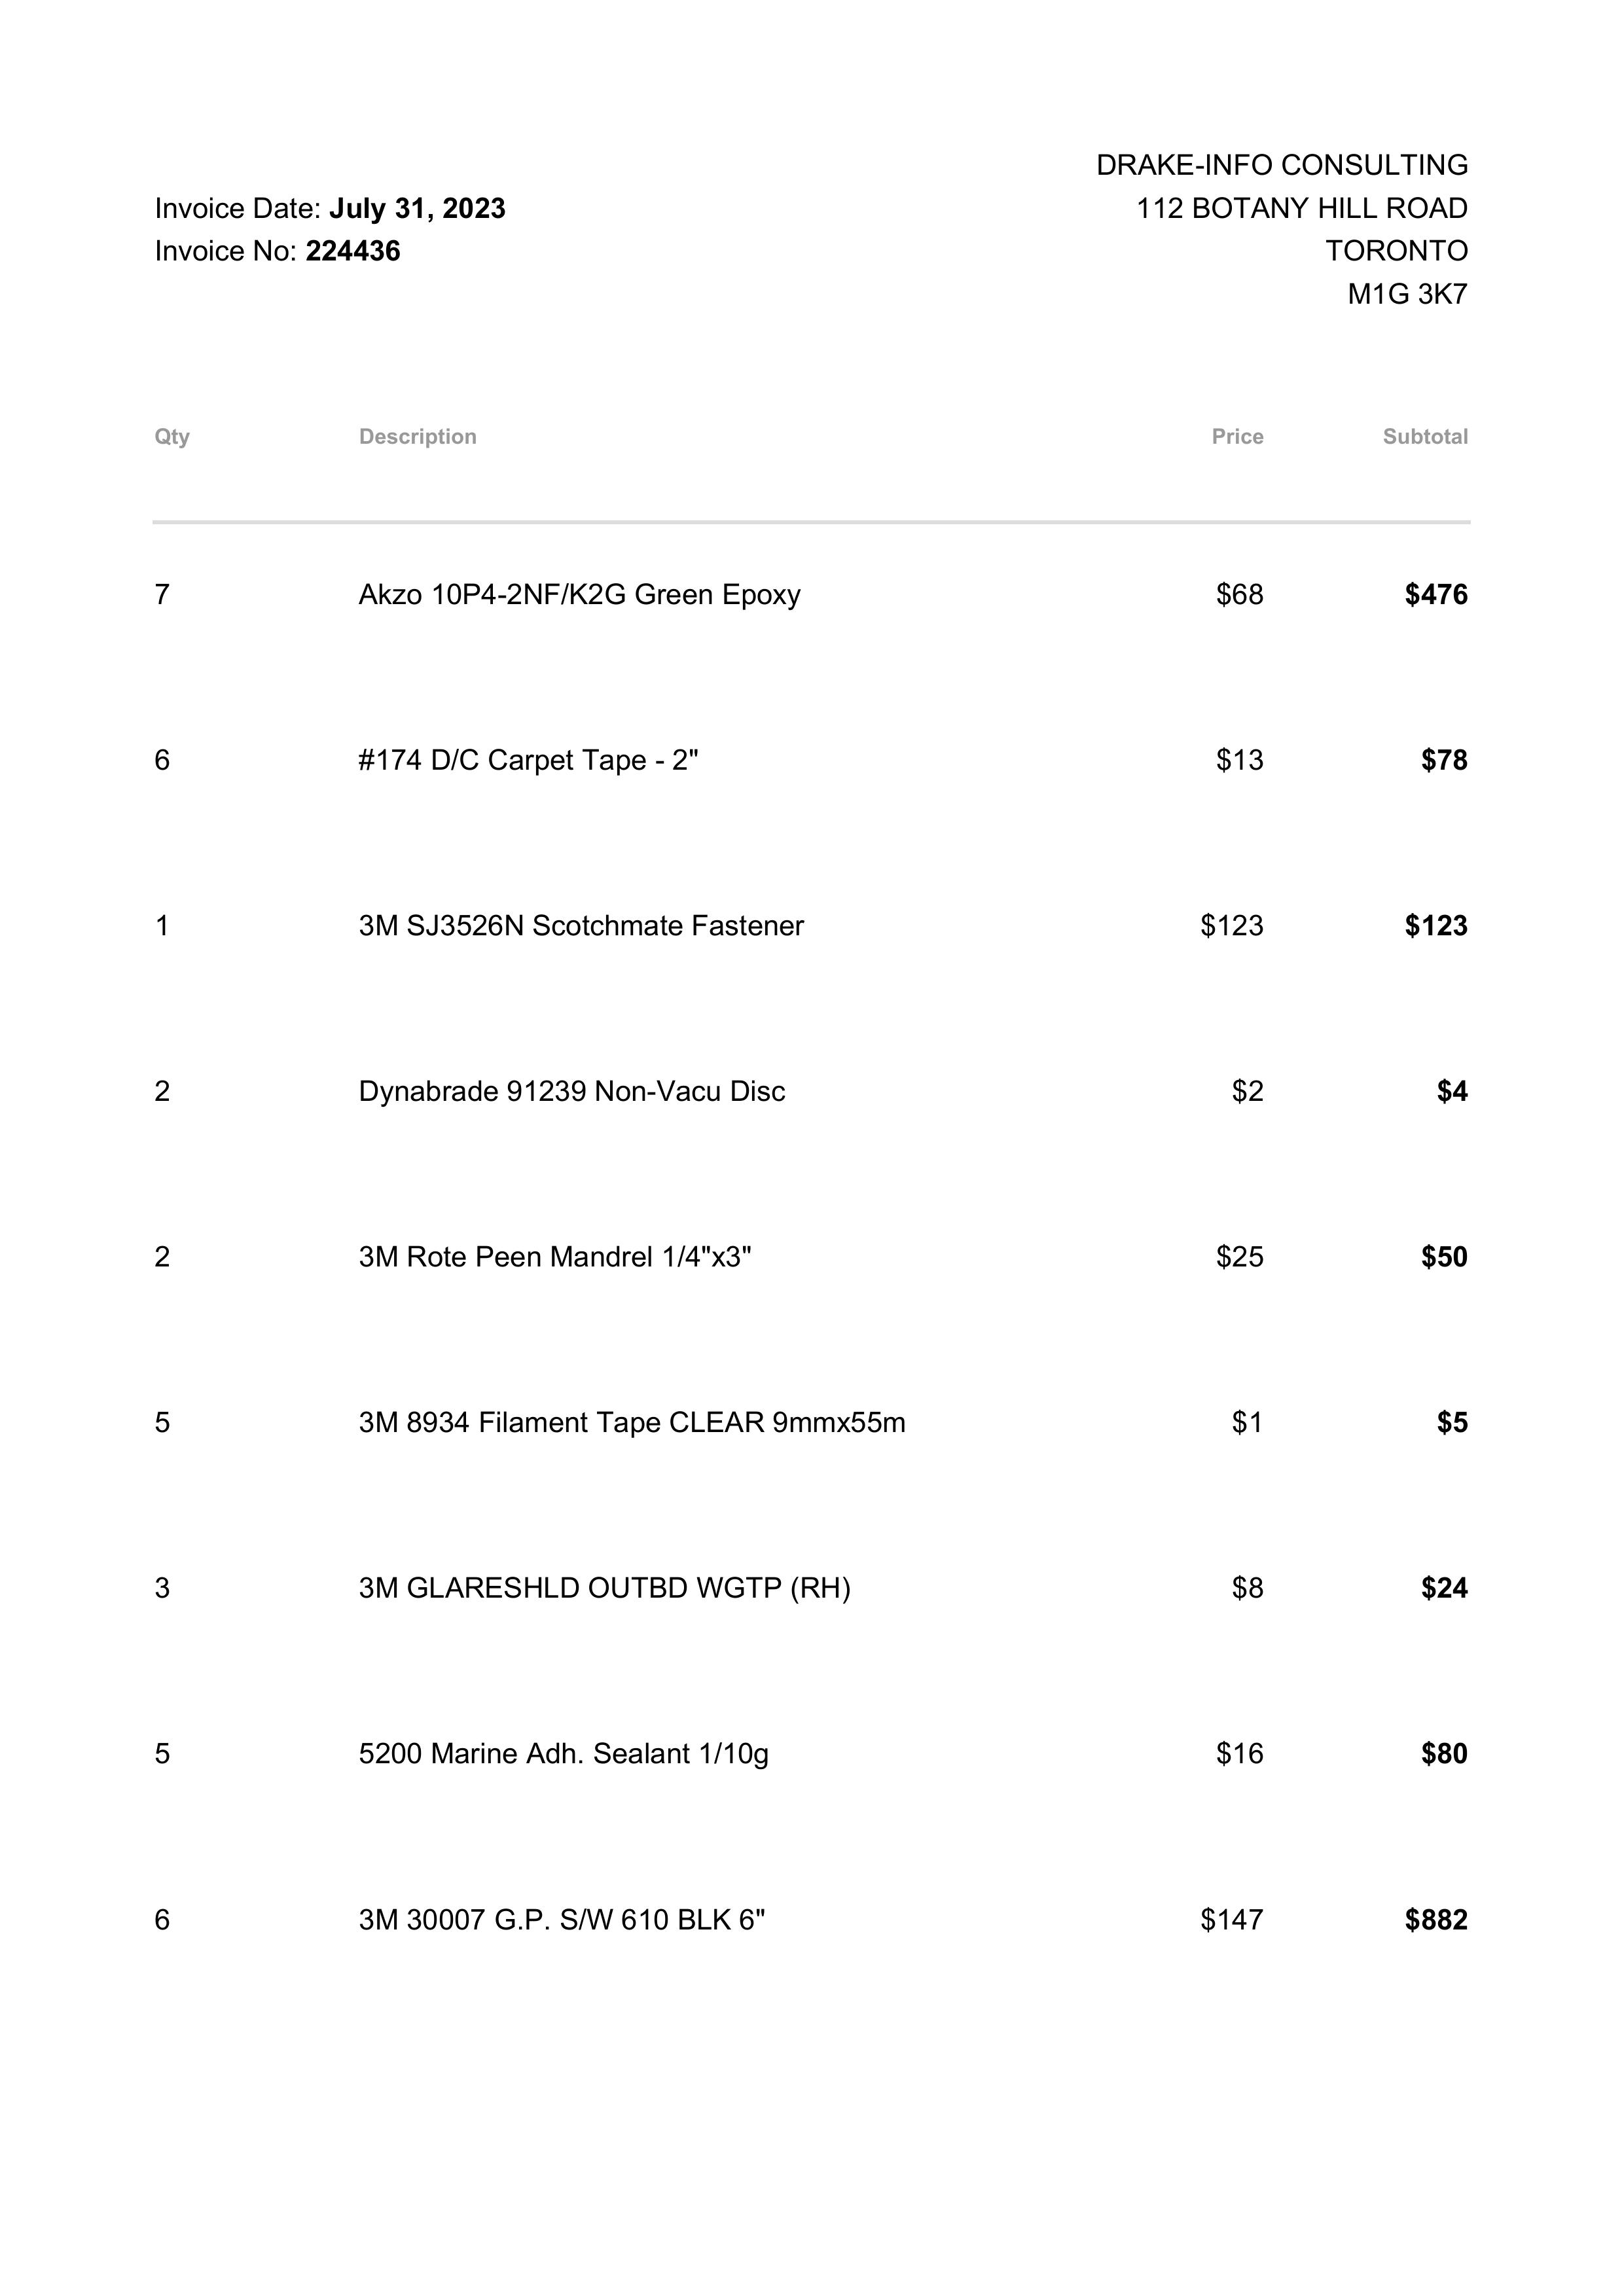 DRAKE-INFO CONSULTING
Invoice Date: July 31, 2023 112 BOTANY HILL ROAD
Invoice No: 224436 TORONTO
M1G 3K7
Qty Description Price Subtotal
7 Akzo 10P4-2NF/K2G Green Epoxy $68 $476
6 #174 D/C Carpet Tape - 2" $13 $78
1 3M SJ3526N Scotchmate Fastener $123 $123
2 Dynabrade 91239 Non-Vacu Disc $2 $4
2 3M Rote Peen Mandrel 1/4"x3" $25 $50
5 3M 8934 Filament Tape CLEAR 9mmx55m $1 $5
3 3M GLARESHLD OUTBD WGTP (RH) $8 $24
5 5200 Marine Adh. Sealant 1/10g $16 $80
6 3M 30007 G.P. S/W 610 BLK 6" $147 $882